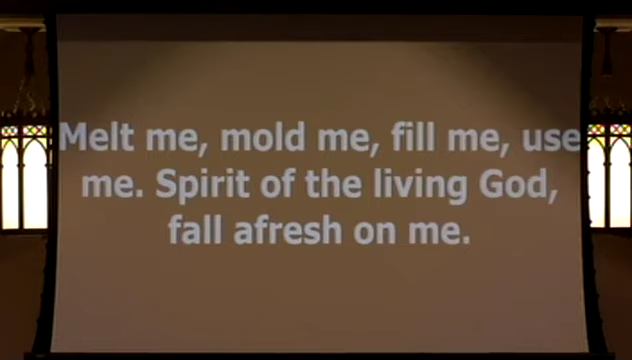 Melt me, mold me, fill me, use
me. Spirit of the living God,
fall afresh on me.